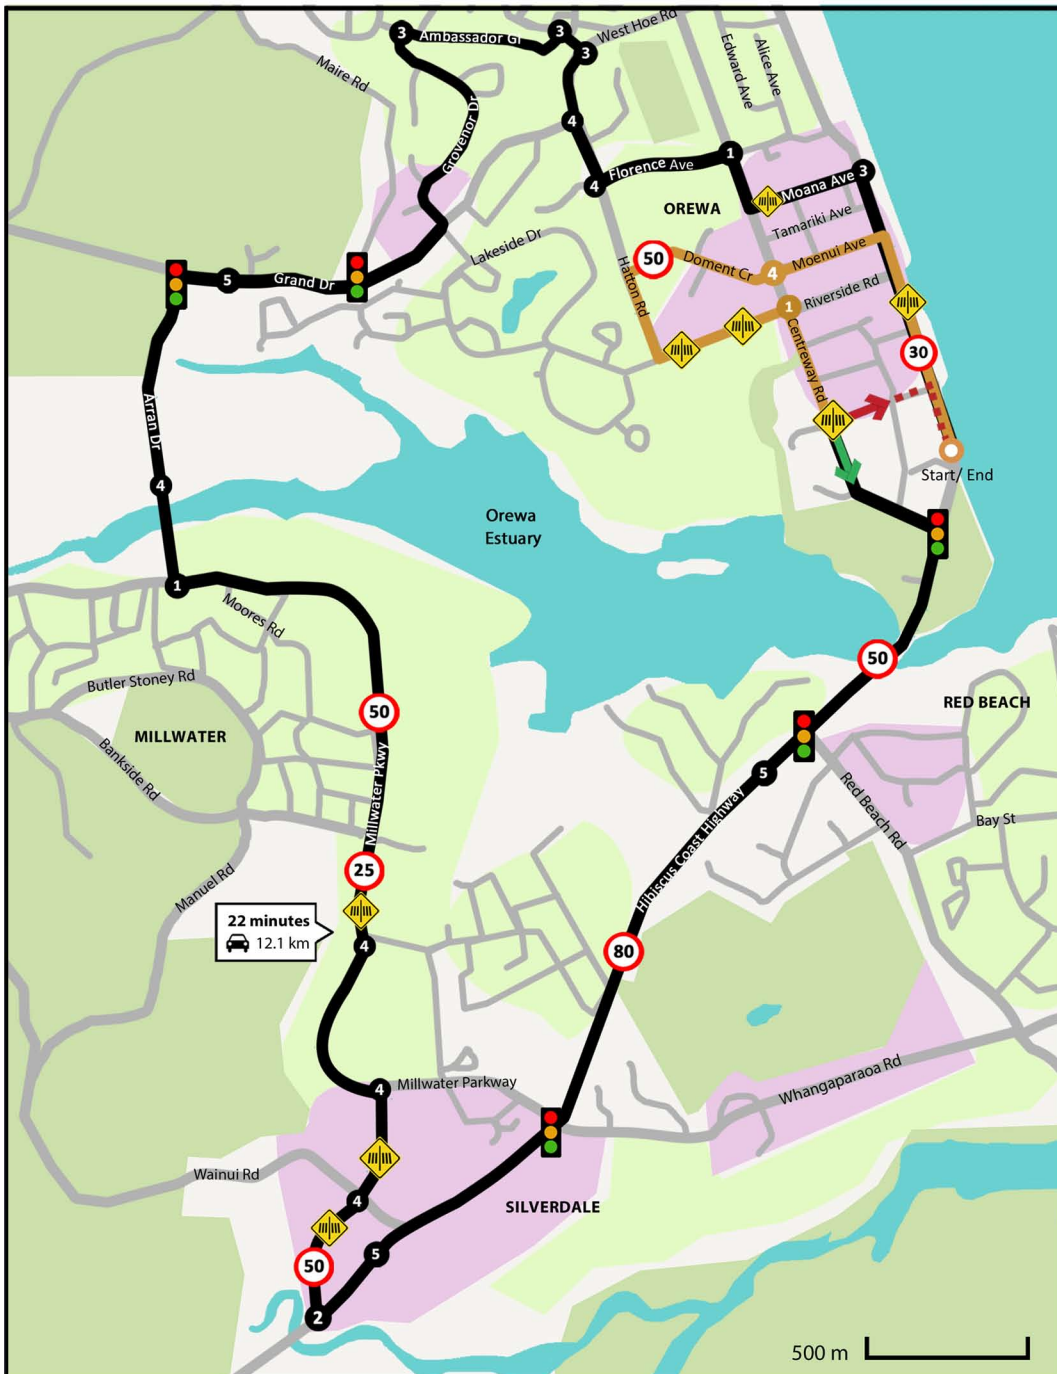 3
Ambassador Gr
3
3
West Hoe Rd
Edward Ave
Alice Ave
Maire Rd
Grovenor Dr
4
4
Florence Ave
1
Moana Ave
3
OREWA
Tamariki Ave
Lakeside Dr
50
Doment Cr
4
Moenui Ave
Hatton Rd
5
Grand Dr
1
Riverside Rd
Centreway Rd
30
Arran Dr
Start/ End
4
Orewa
Estuary
1
Moores Rd
50
Butler Stoney Rd
50
RED BEACH
MILLWATER
Bankside Rd
5
Millwater Pkwy
Hibiscus Coast Highway
Red Beach Rd
Bay St
25
Manuel Rd
22 minutes
12.1 km
4
80
4
Millwater Parkway
Whangaparaoa Rd
Wainui Rd
4
SILVERDALE
5
50
2
500 m